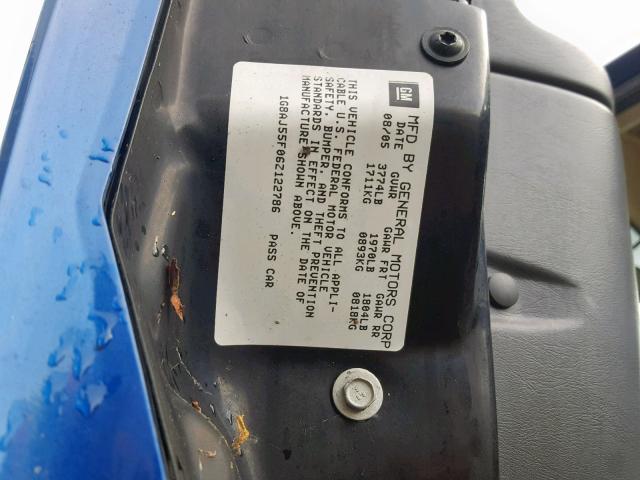 GM
MFD BY GENERAL MOTORS CORP
DATE GVWR GAWR FRT GAWR RR
08/05 3774LB 1970LB 1804LB
1711KG 0893KG 0818KG
THIS VEHICLE CONFORMS TO ALL APPLI-
CABLE U.S. FEDERAL MOTOR VEHICLE
SAFETY, BUMPER, AND THEFT PREVENTION
STANDARDS IN EFFECT ON THE DATE OF
MANUFACTURE SHOWN ABOVE.
1G8AJ55F06Z122786 PASS CAR